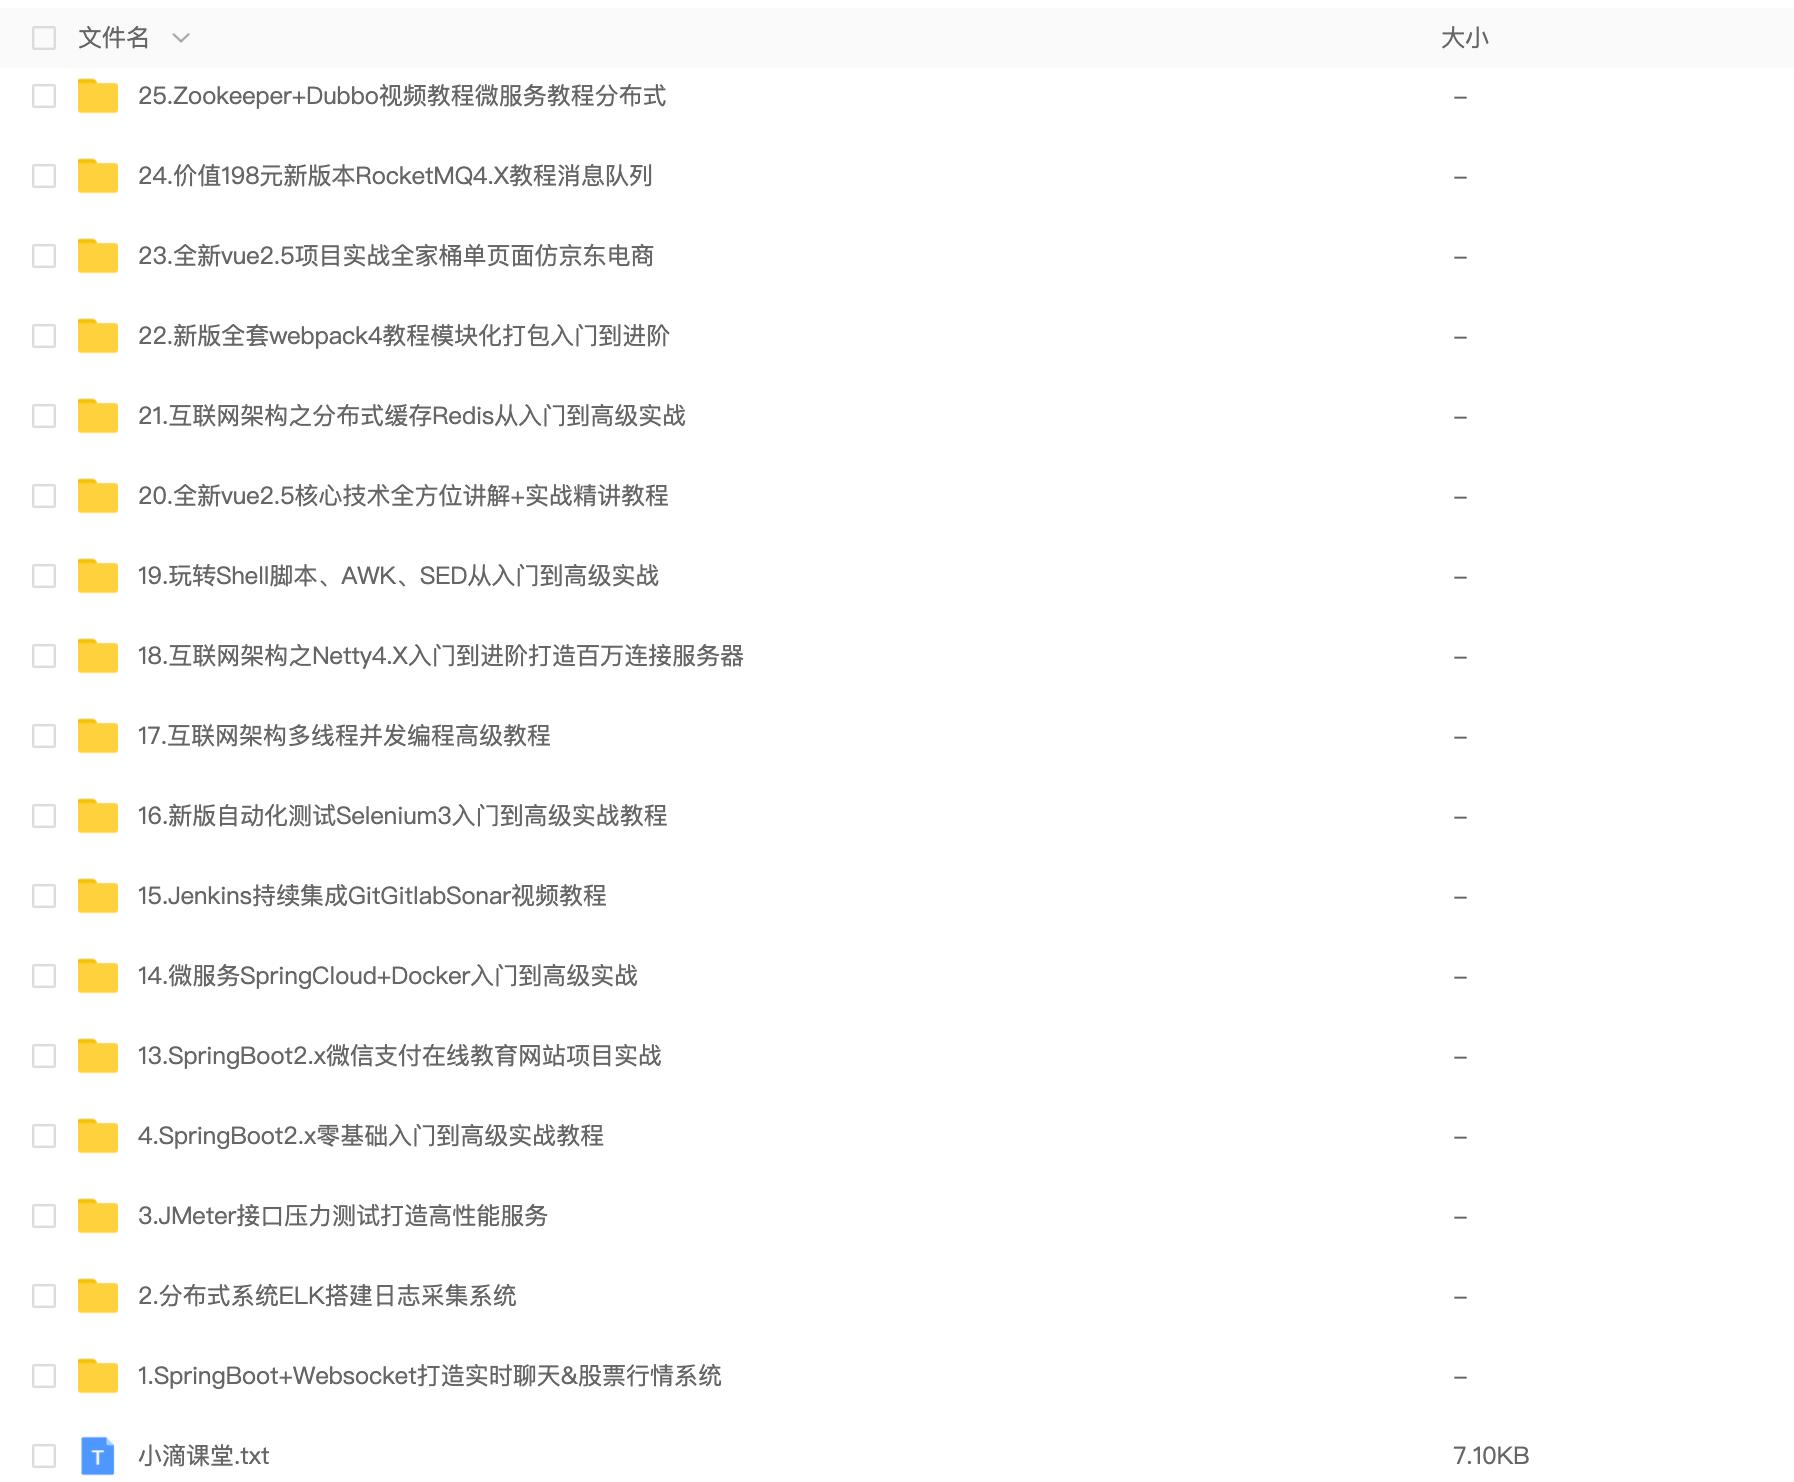 文件名 大小
25.Zookeeper+Dubbo视频教程微服务教程分布式 –
24.价值198元新版本RocketMQ4.X教程消息队列 –
23.全新vue2.5项目实战全家桶单页面仿京东电商 –
22.新版全套webpack4教程模块化打包入门到进阶 –
21.互联网架构之分布式缓存Redis从入门到高级实战 –
20.全新vue2.5核心技术全方位讲解+实战精讲教程 –
19.玩转Shell脚本、AWK、SED从入门到高级实战 –
18.互联网架构之Netty4.X入门到进阶打造百万连接服务器 –
17.互联网架构多线程并发编程高级教程 –
16.新版自动化测试Selenium3入门到高级实战教程 –
15.Jenkins持续集成GitGitlabSonar视频教程 –
14.微服务SpringCloud+Docker入门到高级实战 –
13.SpringBoot2.x微信支付在线教育网站项目实战 –
4.SpringBoot2.x零基础入门到高级实战教程 –
3.JMeter接口压力测试打造高性能服务 –
2.分布式系统ELK搭建日志采集系统 –
1.SpringBoot+Websocket打造实时聊天&股票行情系统 –
T 小滴课堂.txt 7.10KB